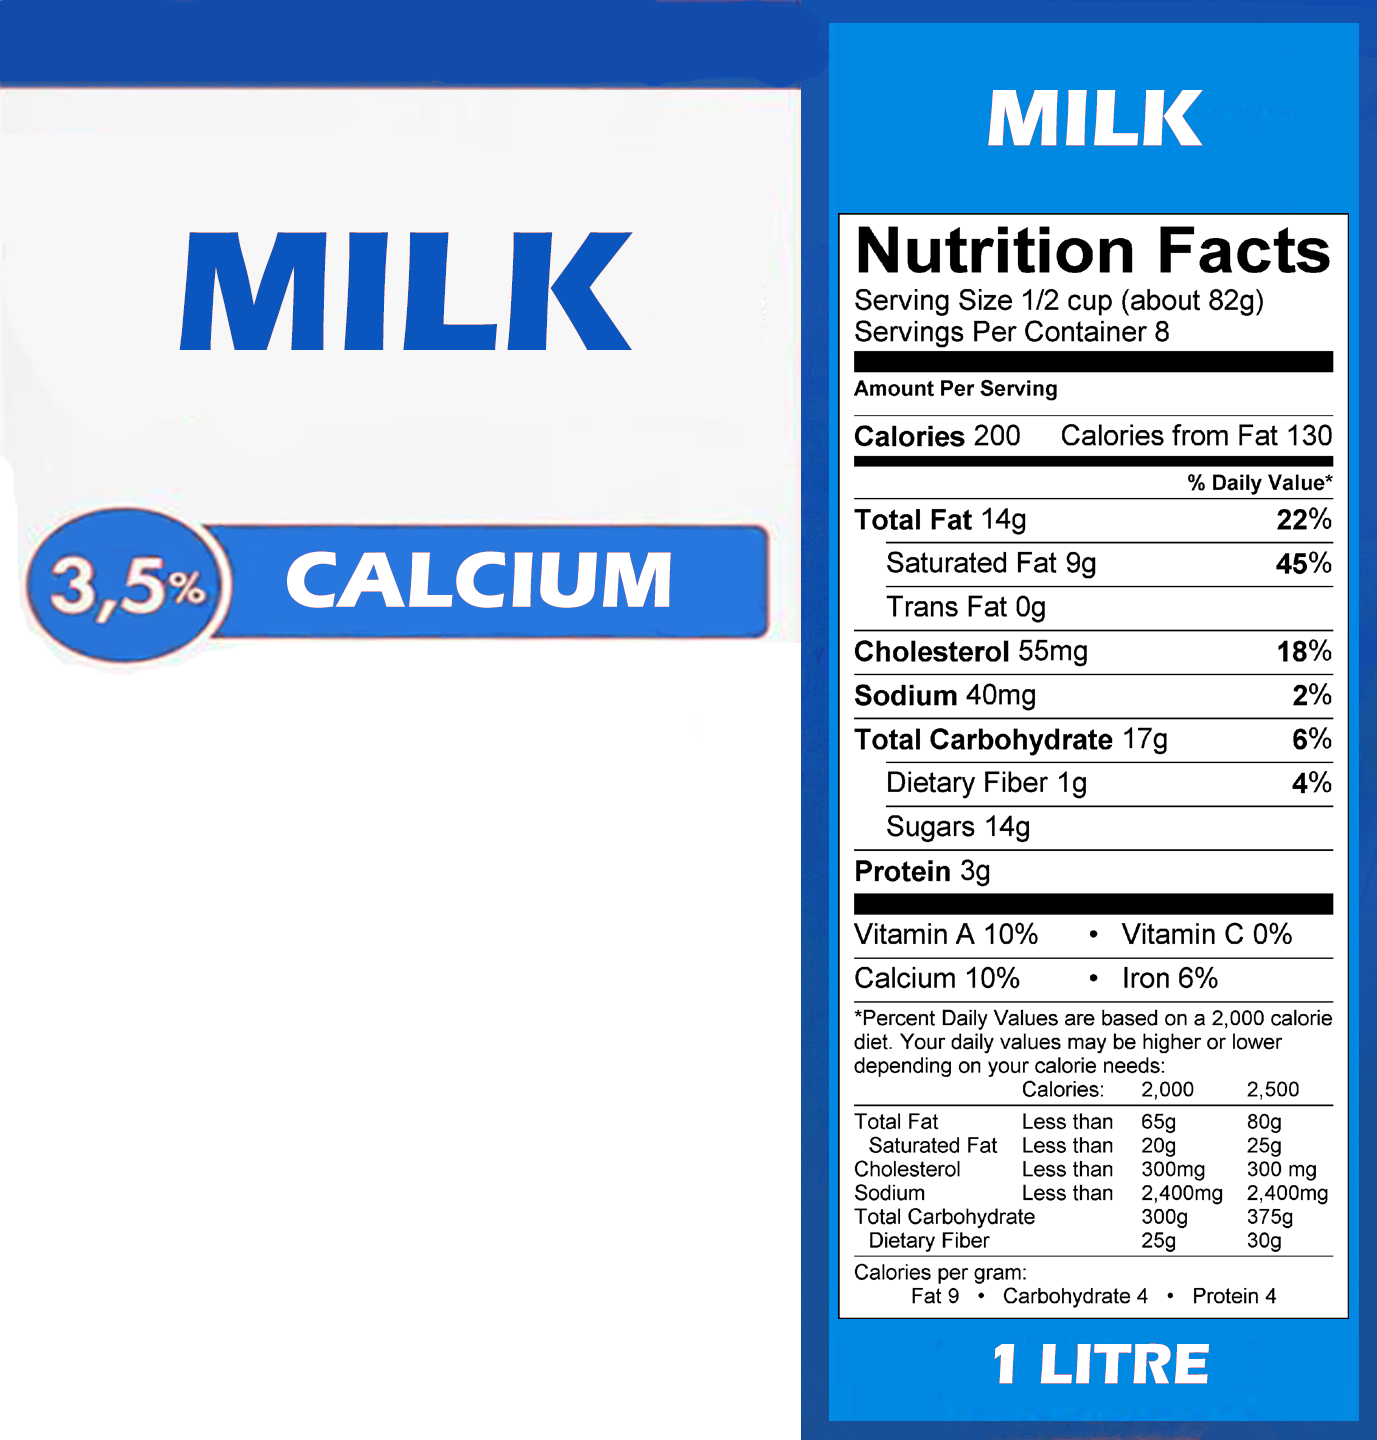 MILK
3,5% CALCIUM
MILK
Nutrition Facts
Serving Size 1/2 cup (about 82g)
Servings Per Container 8
Amount Per Serving
Calories 200 Calories from Fat 130
% Daily Value*
Total Fat 14g 22%
Saturated Fat 9g 45%
Trans Fat 0g
Cholesterol 55mg 18%
Sodium 40mg 2%
Total Carbohydrate 17g 6%
Dietary Fiber 1g 4%
Sugars 14g
Protein 3g
Vitamin A 10% • Vitamin C 0%
Calcium 10% • Iron 6%
*Percent Daily Values are based on a 2,000 calorie
diet. Your daily values may be higher or lower
depending on your calorie needs:
Calories: 2,000 2,500
Total Fat Less than 65g 80g
Saturated Fat Less than 20g 25g
Cholesterol Less than 300mg 300 mg
Sodium Less than 2,400mg 2,400mg
Total Carbohydrate 300g 375g
Dietary Fiber 25g 30g
Calories per gram:
Fat 9 • Carbohydrate 4 • Protein 4
1 LITRE